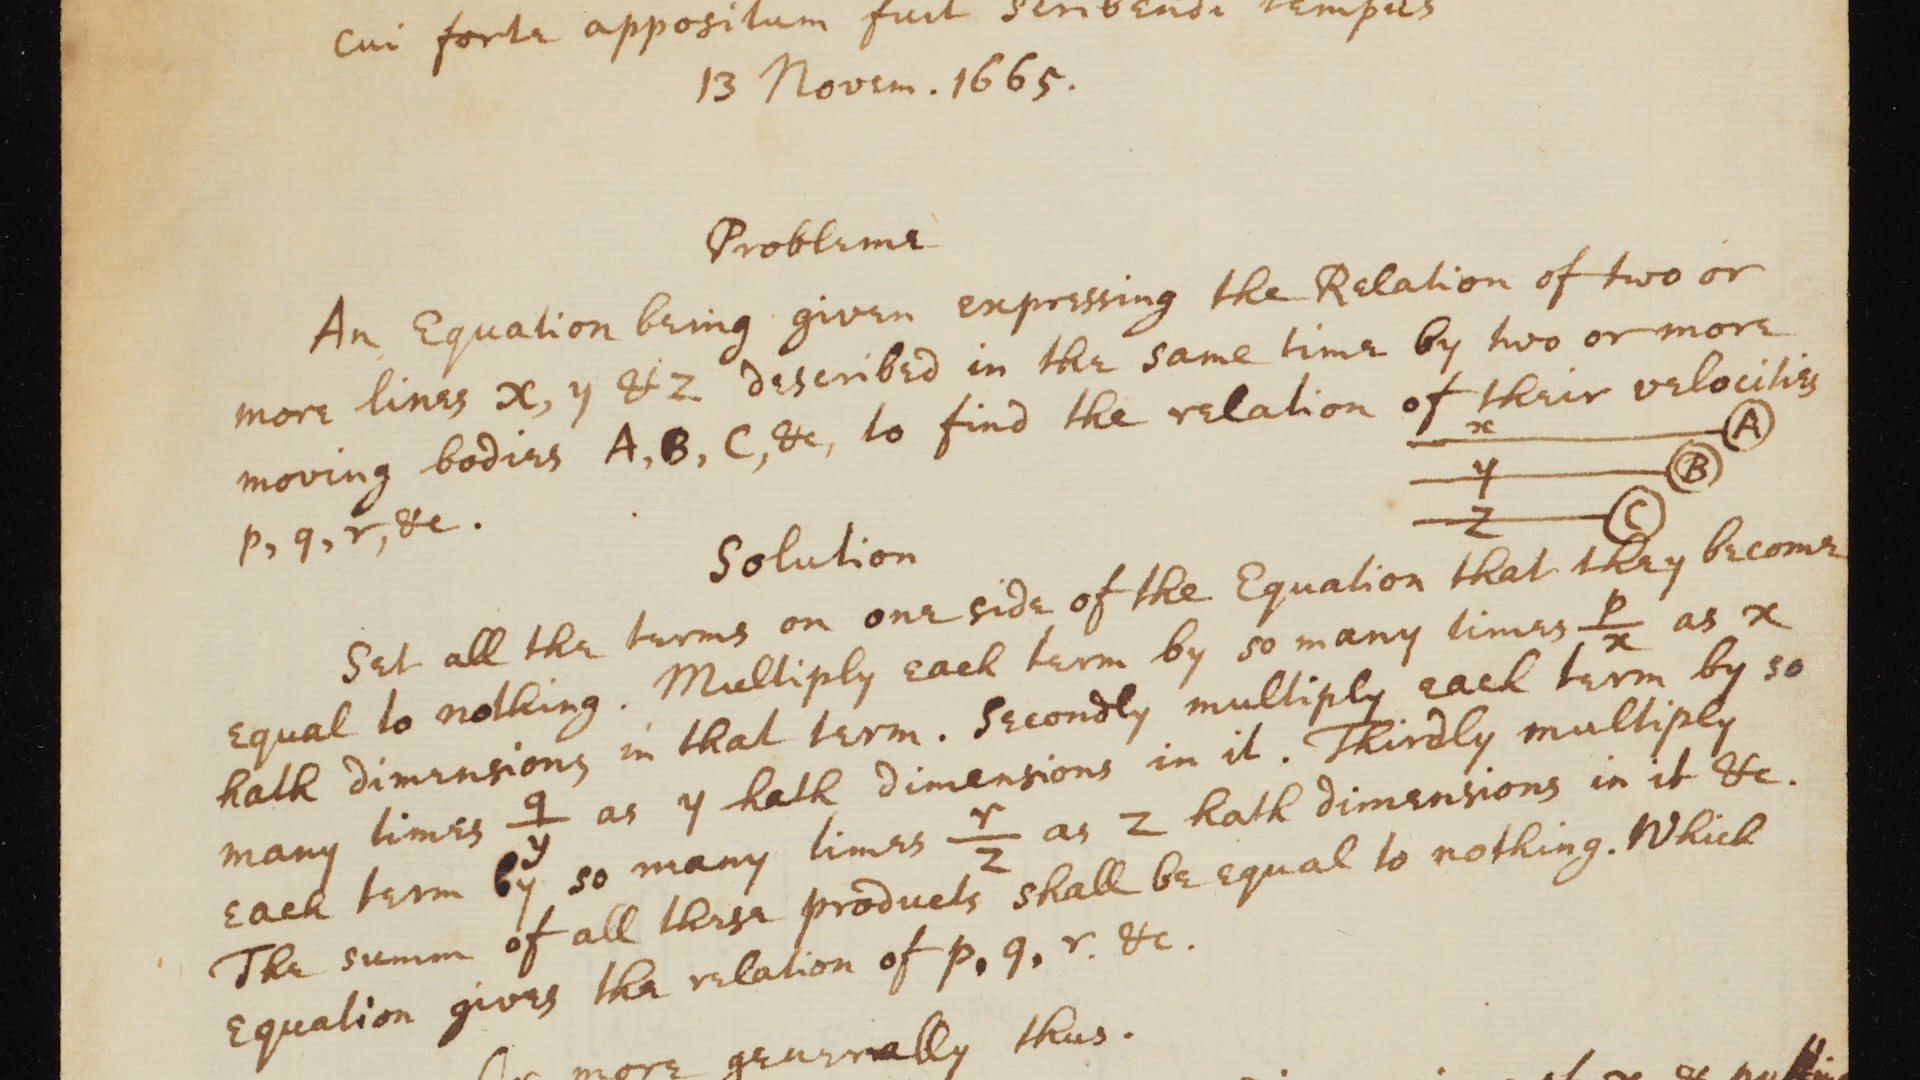 cui forte appositum fuit scribendi tempus
13 Novem. 1665.
Probleme
An Equation being given expressing the Relation of two or
more lines x, y &z described in the same time by two or more
moving bodies A, B, C, &c, to find the relation of their velocities
p, q, r, &c.
x A
y B
z C
Solution
Set all the terms on one side of the Equation that they become
equal to nothing. Multiply each term by so many times p/x as x
hath dimensions in that term. Secondly multiply each term by so
many times q/y as y hath dimensions in it. Thirdly multiply
each term by so many times r/z as z hath dimensions in it &c.
The summ of all these products shall be equal to nothing. Which
Equation gives the relation of p, q, r. &c.
Or more generally thus.